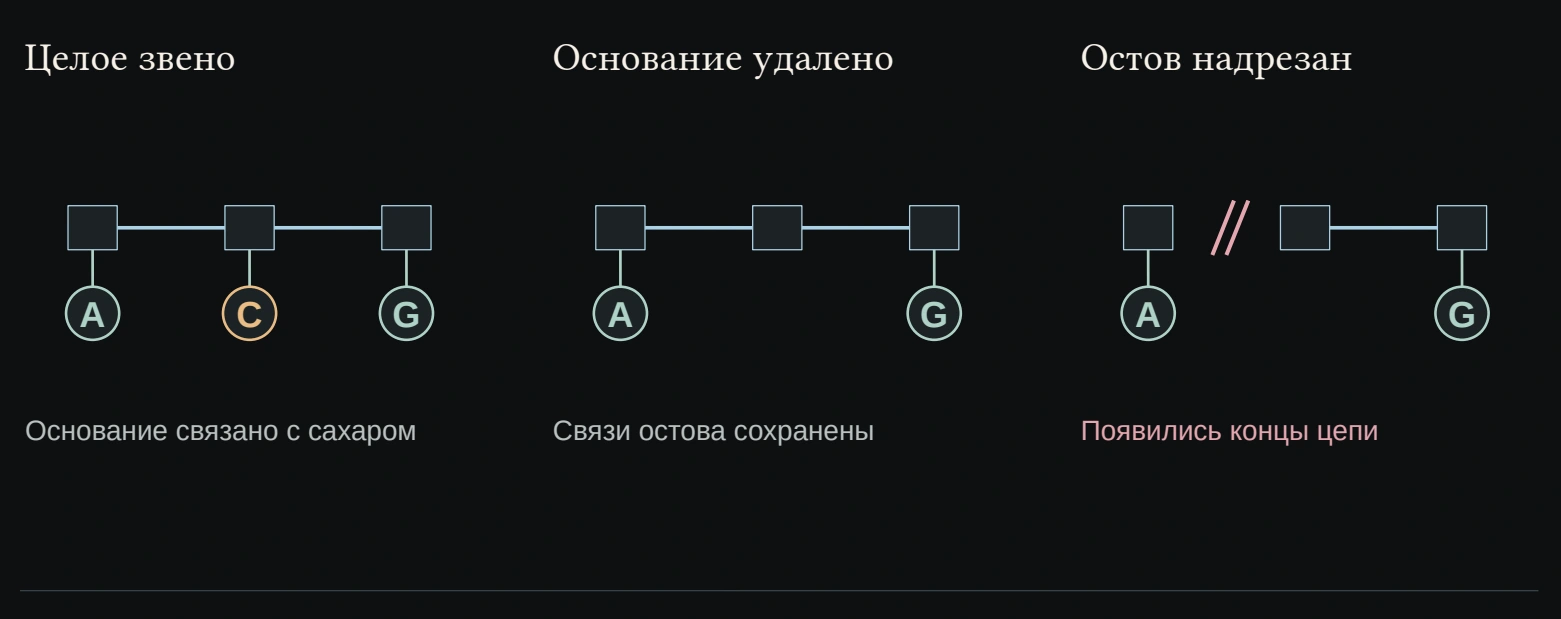 Целое звено
Основание удалено
Остов надрезан
A C G
A G
A G
Основание связано с сахаром
Связи остова сохранены
Появились концы цепи